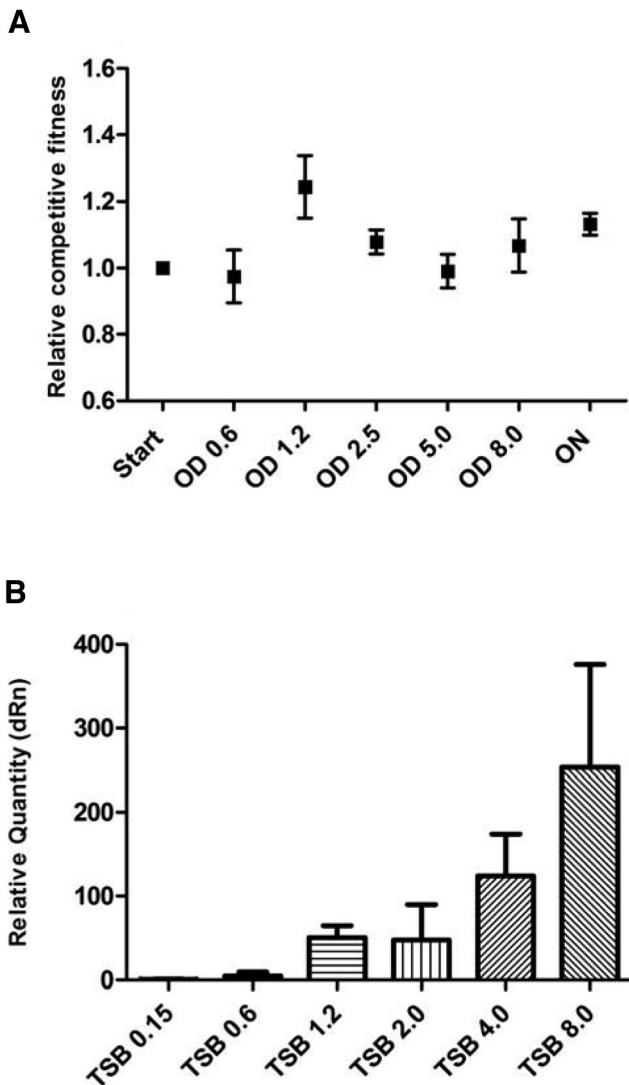 A
Relative competitive fitness
1.6
1.4
1.2
1.0
0.8
0.6
Start
OD 0.6
OD 1.2
OD 2.5
OD 5.0
OD 8.0
ON
B
Relative Quantity (dRn)
400
300
200
100
0
TSB 0.15
TSB 0.6
TSB 1.2
TSB 2.0
TSB 4.0
TSB 8.0